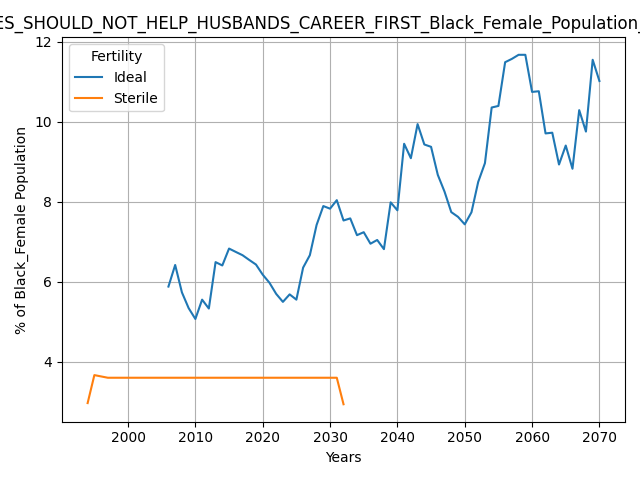 ES_SHOULD_NOT_HELP_HUSBANDS_CAREER_FIRST_Black_Female_Population_
12
10
8
6
4
% of Black_Female Population
Fertility
Ideal
Sterile
2000 2010 2020 2030 2040 2050 2060 2070
Years